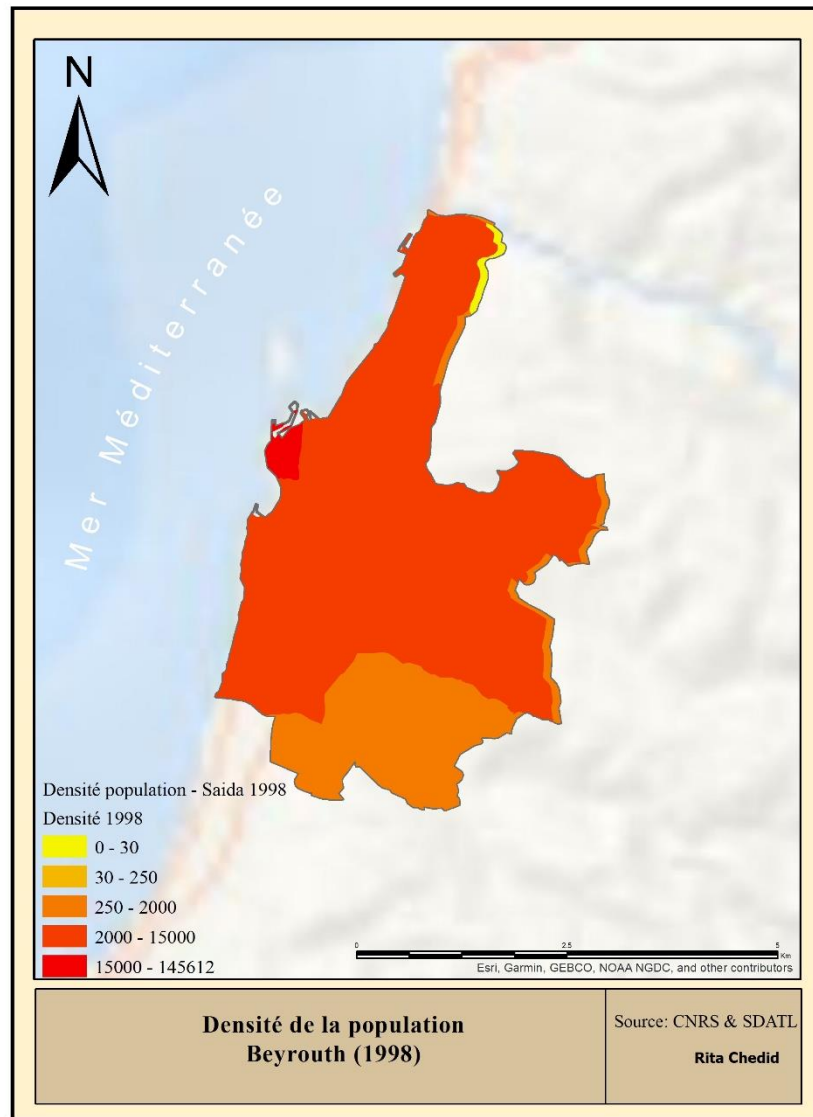 N
Mer Méditerranée
Densité population - Saida 1998
Densité 1998
0 - 30
30 - 250
250 - 2000
2000 - 15000
15000 - 145612
0 2.5 5
Km
Esri, Garmin, GEBCO, NOAA NGDC, and other contributors
Densité de la population
Beyrouth (1998)
Source: CNRS & SDATL
Rita Chedid